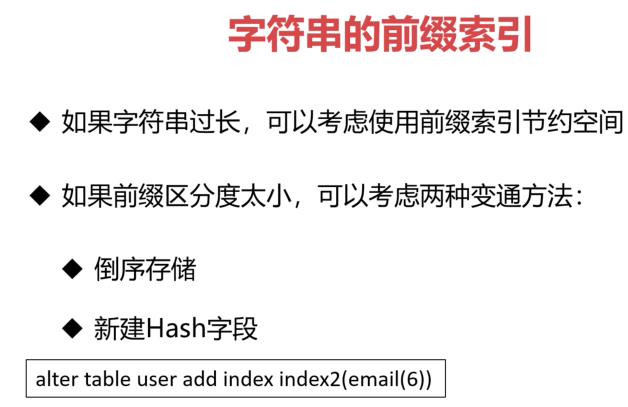 字符串的前缀索引
◆ 如果字符串过长，可以考虑使用前缀索引节约空间
◆ 如果前缀区分度太小，可以考虑两种变通方法：
◆ 倒序存储
◆ 新建Hash字段
alter table user add index index2(email(6))